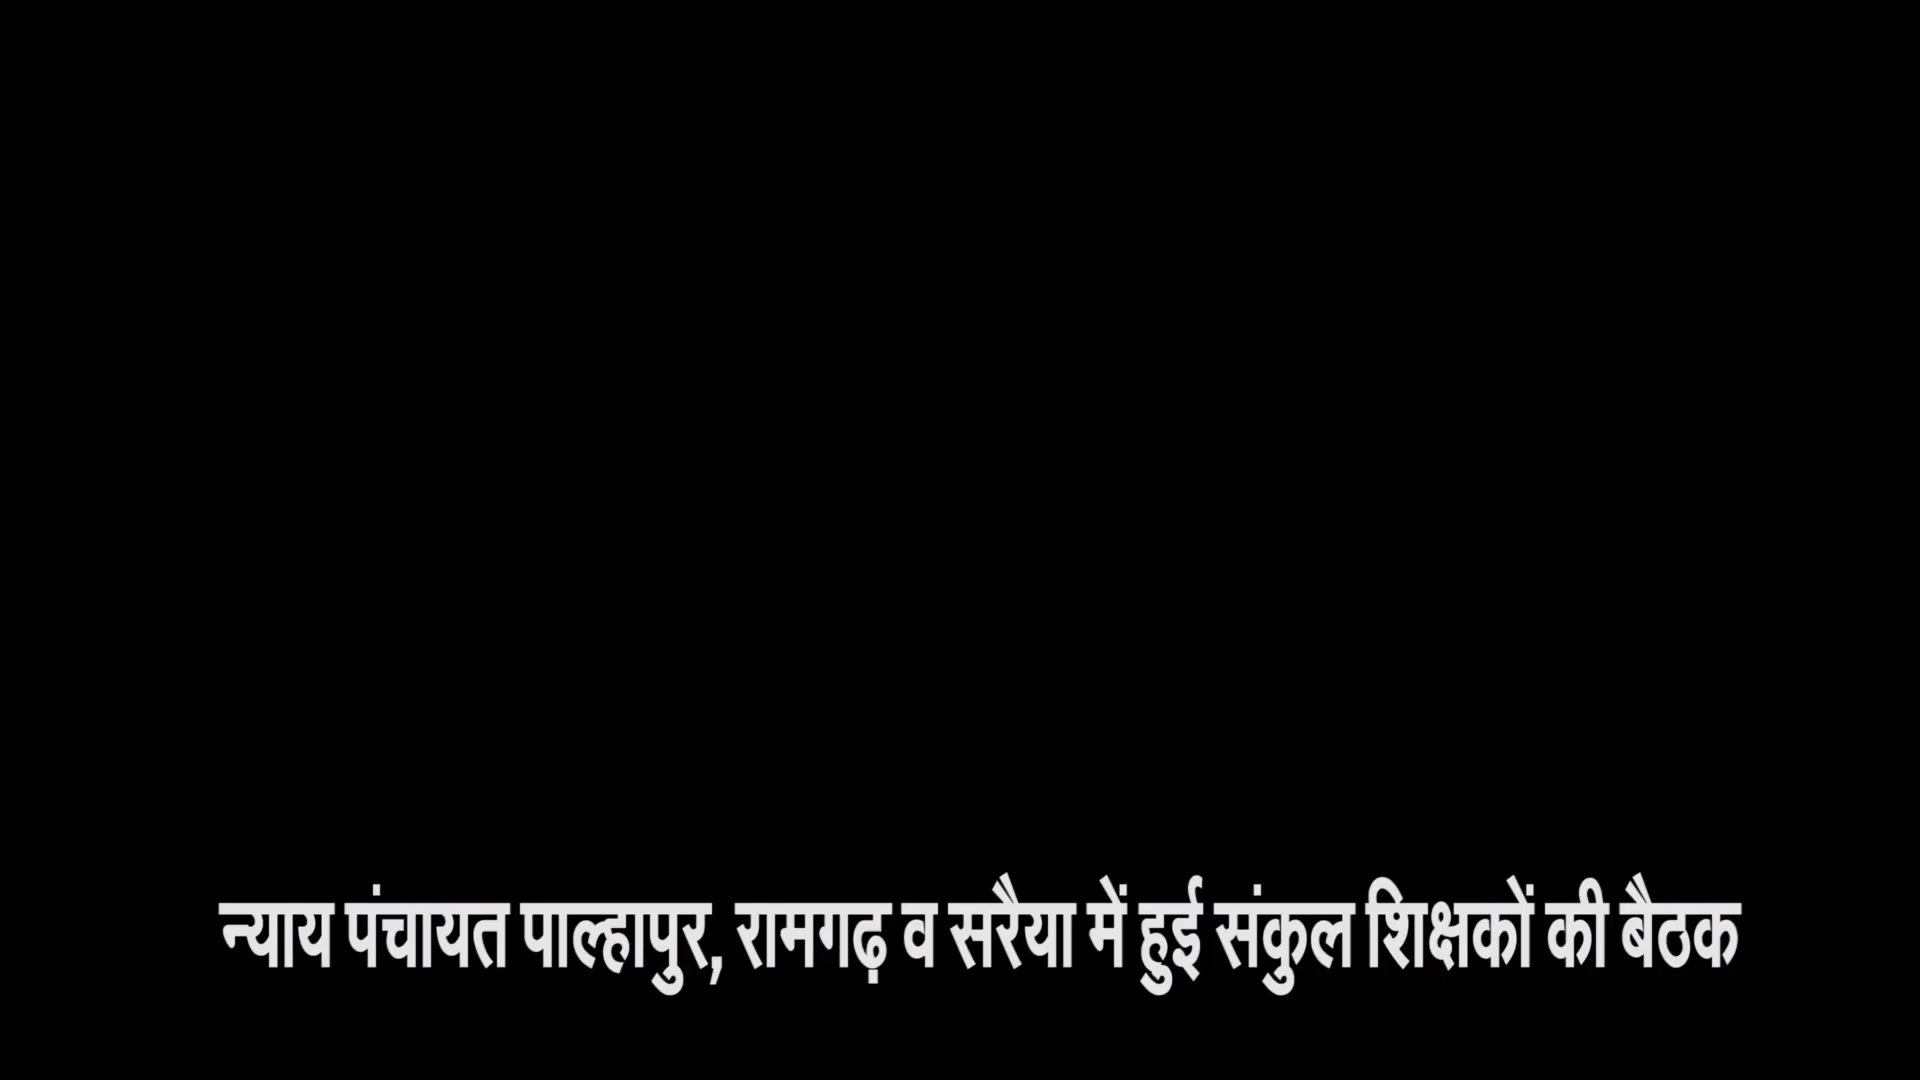 न्याय पंचायत पाल्हापुर, रामगढ़ व सरैया में हुई संकुल शिक्षकों की बैठक